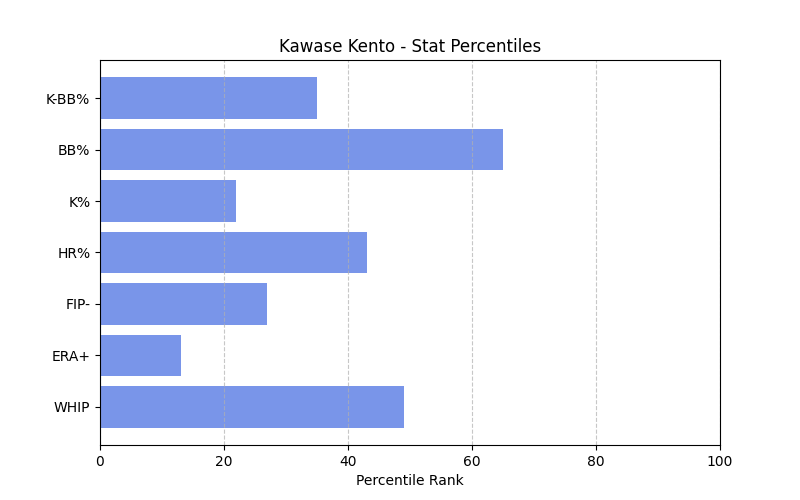 Kawase Kento - Stat Percentiles
K-BB%
BB%
K%
HR%
FIP-
ERA+
WHIP
0 20 40 60 80 100
Percentile Rank